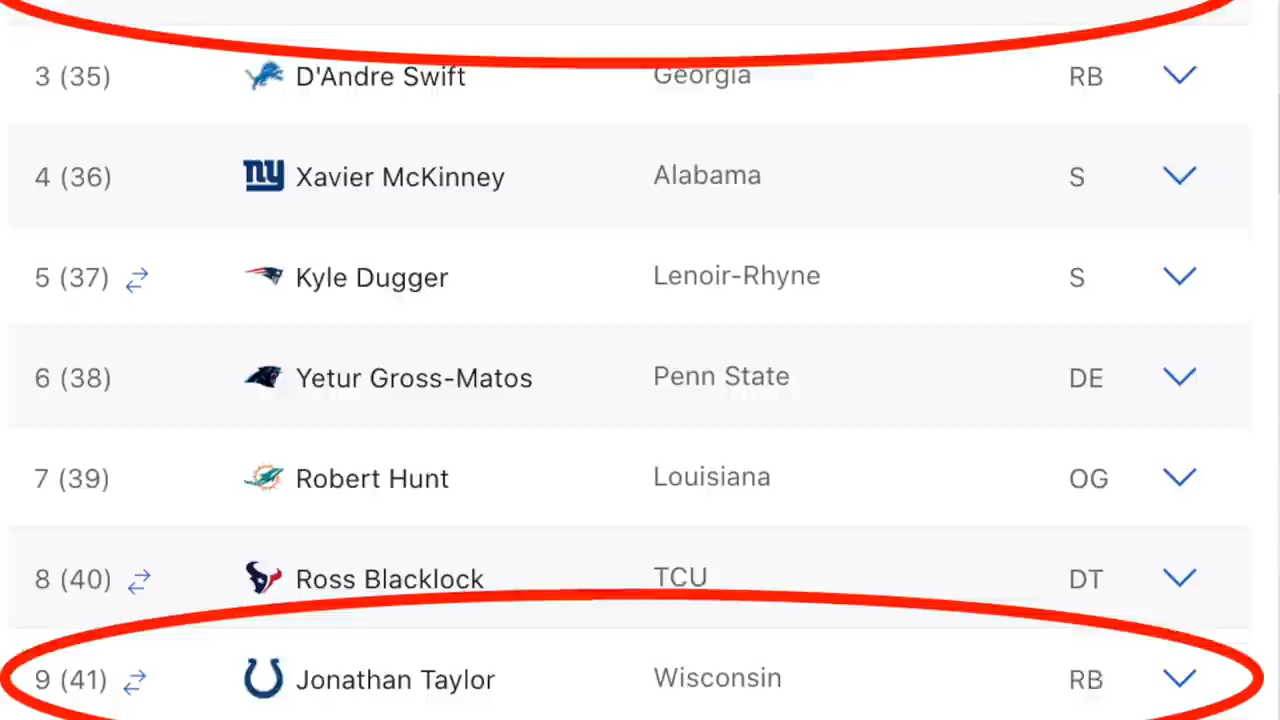 3 (35) D'Andre Swift Georgia RB
4 (36) ny Xavier McKinney Alabama S
5 (37) Kyle Dugger Lenoir-Rhyne S
6 (38) Yetur Gross-Matos Penn State DE
7 (39) Robert Hunt Louisiana OG
8 (40) Ross Blacklock TCU DT
9 (41) Jonathan Taylor Wisconsin RB